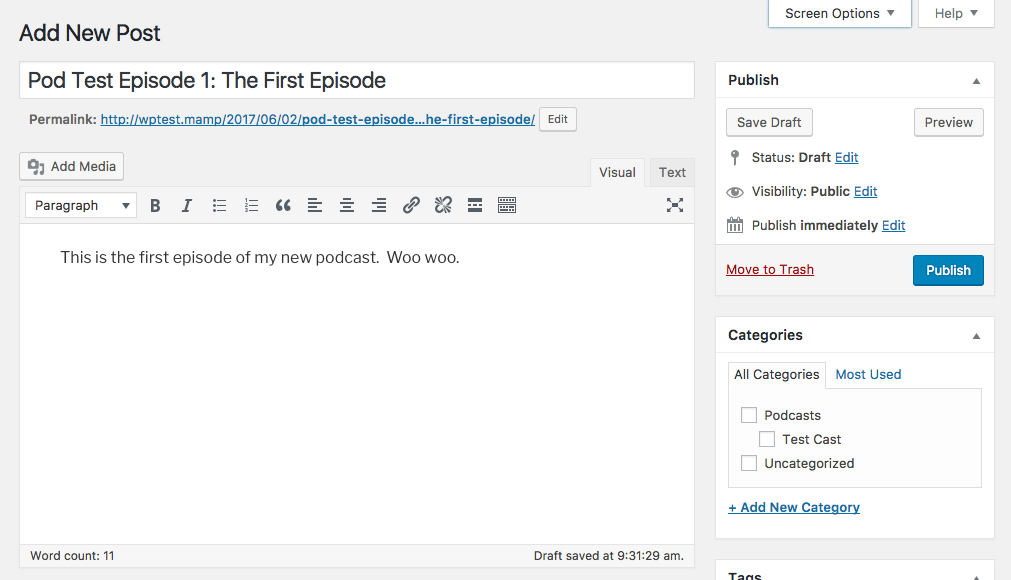 Screen Options
Help
Add New Post
Pod Test Episode 1: The First Episode
Permalink: http://wptest.mamp/2017/06/02/pod-test-episode…he-first-episode/ Edit
Add Media
Visual
Text
Paragraph
B
I
This is the first episode of my new podcast.  Woo woo.
Word count: 11
Draft saved at 9:31:29 am.
Publish
Save Draft
Preview
Status: Draft Edit
Visibility: Public Edit
Publish immediately Edit
Move to Trash
Publish
Categories
All Categories
Most Used
Podcasts
Test Cast
Uncategorized
+ Add New Category
Tags